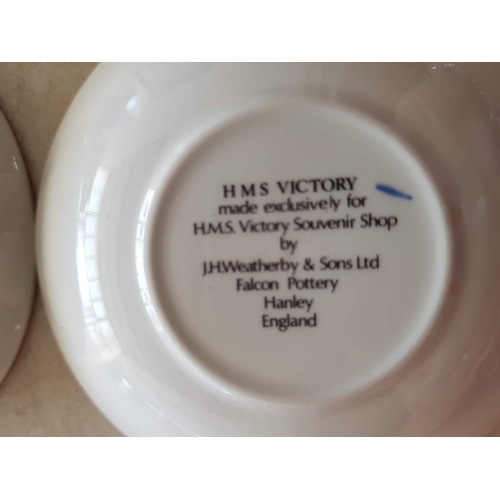 HMS VICTORY
made exclusively for
H.M.S. Victory Souvenir Shop
by
J.H.Weatherby & Sons Ltd
Falcon Pottery
Hanley
England